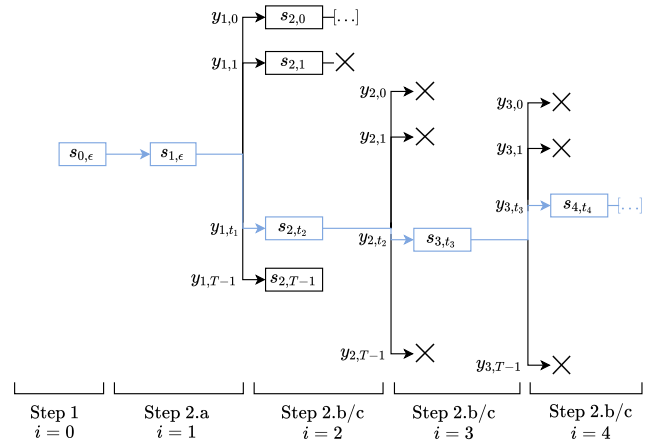 y_{1,0} s_{2,0} [...]
y_{1,1} s_{2,1}
y_{2,0}
y_{3,0}
y_{2,1}
y_{3,1}
s_{0,ϵ} s_{1,ϵ}
y_{3,t_3} s_{4,t_4} [...]
y_{1,t_1} s_{2,t_2} y_{2,t_2} s_{3,t_3}
y_{1,T-1} s_{2,T-1}
y_{2,T-1}
y_{3,T-1}
Step 1 Step 2.a Step 2.b/c Step 2.b/c Step 2.b/c
i = 0 i = 1 i = 2 i = 3 i = 4